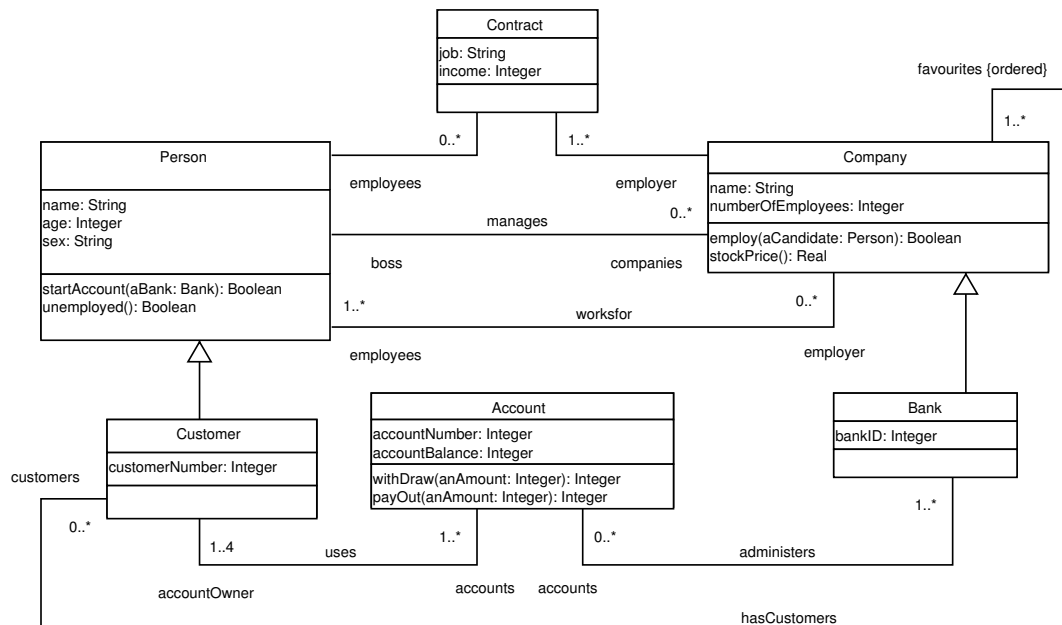 Contract
job: String
income: Integer
favourites {ordered}
0..*
1..*
1..*
Person
employees
employer
Company
name: String
age: Integer
sex: String
manages
0..*
name: String
numberOfEmployees: Integer
boss
companies
employ(aCandidate: Person): Boolean
stockPrice(): Real
startAccount(aBank: Bank): Boolean
unemployed(): Boolean
1..*
worksfor
0..*
employees
employer
Customer
customerNumber: Integer
Account
accountNumber: Integer
accountBalance: Integer
withDraw(anAmount: Integer): Integer
payOut(anAmount: Integer): Integer
Bank
bankID: Integer
customers
0..*
1..4
uses
1..*
0..*
administers
1..*
accountOwner
accounts
accounts
hasCustomers